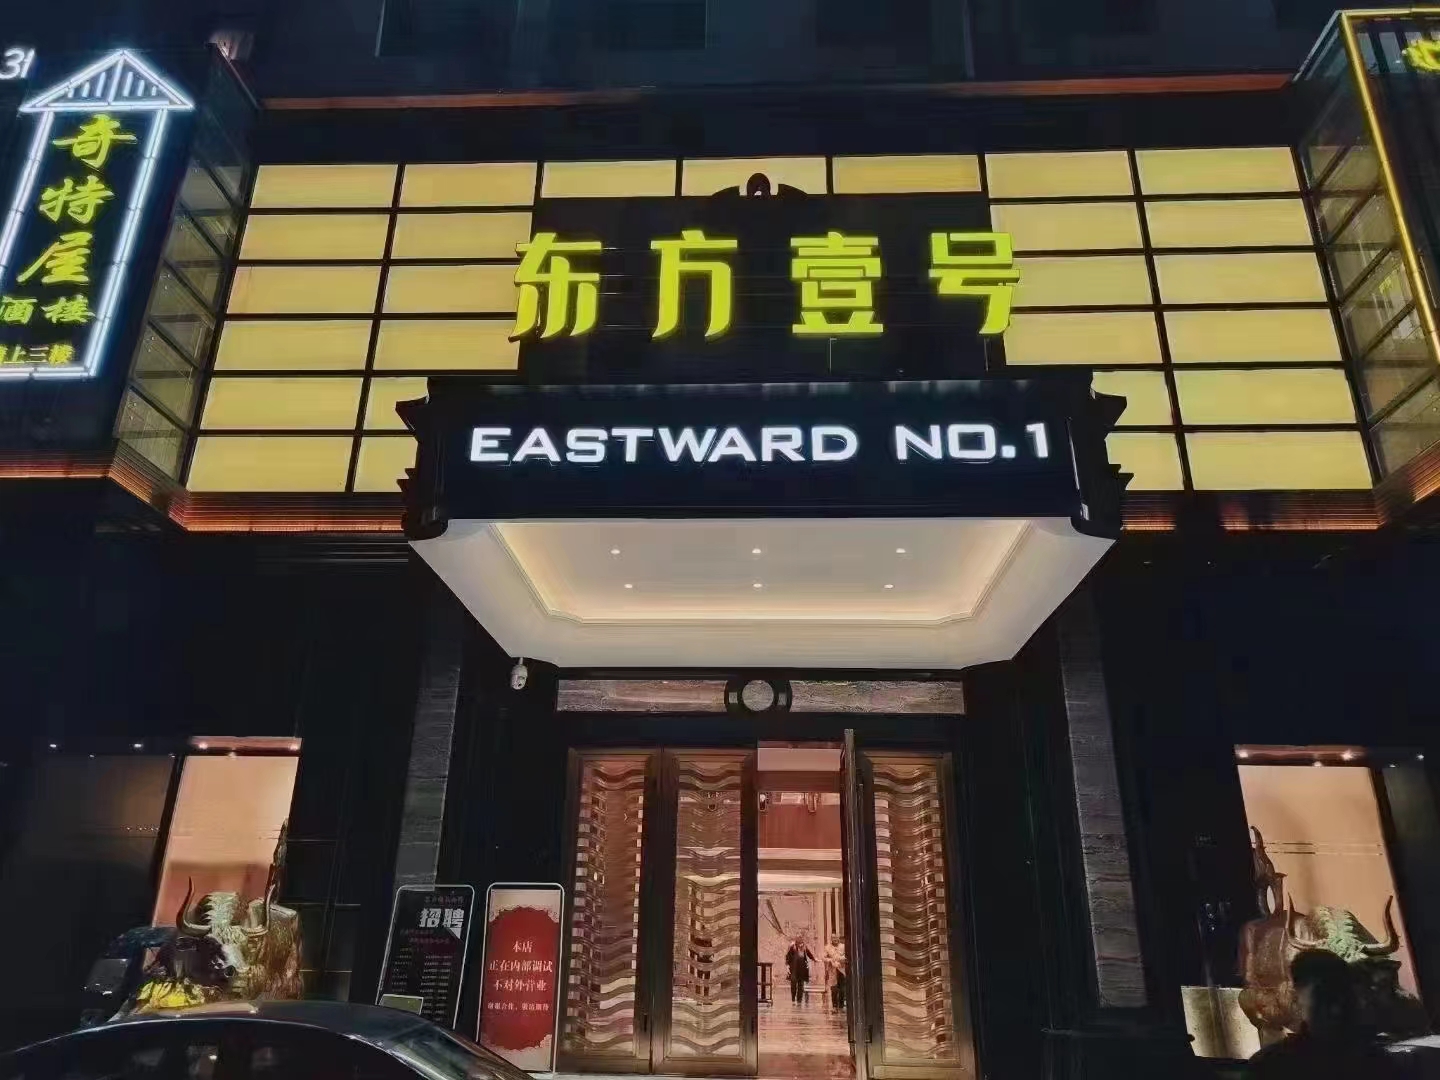 31
奇特屋
酒楼
上三楼
东方壹号
EASTWARD NO.1
招聘
本店
正在内部调试
不对外营业